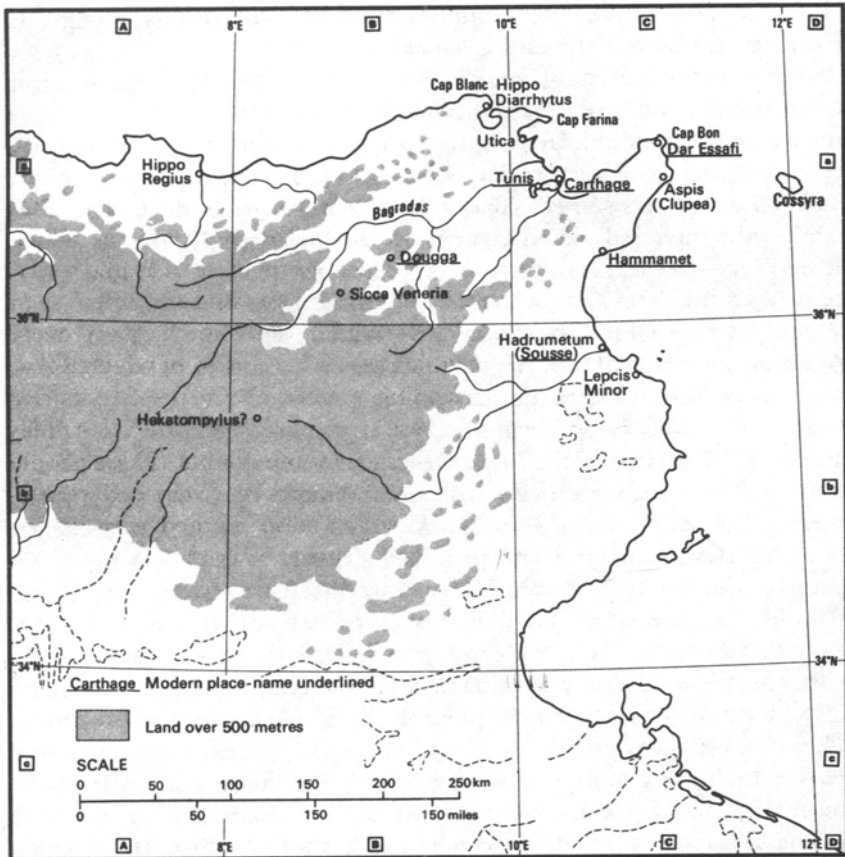 A
8°E
B
10°E
C
12°E
D
Cap Blanc
Hippo
Diarrhytus
Cap Farina
Utica
Cap Bon
Dar Essafi
a
Hippo
Regius
Tunis
Carthage
a
Aspis
(Clupea)
Cossyra
Bagradas
Dougga
Hammamet
Sicca Veneria
36°N
36°N
Hadrumetum
(Sousse)
Lepcis
Minor
Hekatompylus?
b
b
34°N
34°N
Carthage Modern place-name underlined
Land over 500 metres
c
SCALE
c
0 50 100 150 200 250km
0 50 150 150 miles
A
8°E
B
10°E
C
12°E
D